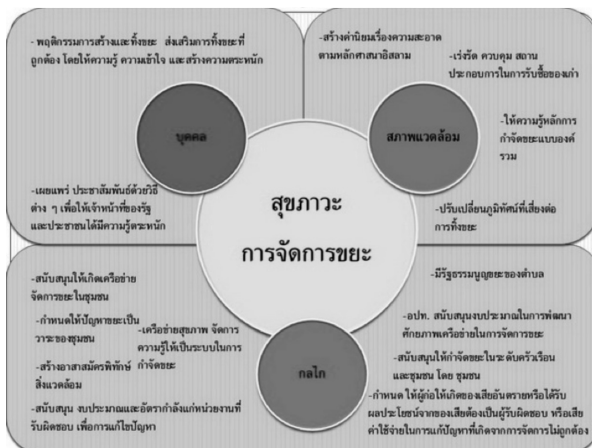 - พฤติกรรมการสร้างและทิ้งขยะ ส่งเสริมการทิ้งขยะที่
ถูกต้อง โดยให้ความรู้ ความเข้าใจ และสร้างความตระหนัก
บุคคล
-เผยแพร่ ประชาสัมพันธ์ด้วยวิธี
ต่าง ๆ เพื่อให้เจ้าหน้าที่ของรัฐ
และประชาชนได้มีความรู้ตระหนัก
-สร้างค่านิยมเรื่องความสะอาด
ตามหลักศาสนาอิสลาม
-เร่งรัด ควบคุม สถาน
ประกอบการในการรับซื้อของเก่า
สภาพแวดล้อม
-ให้ความรู้หลักการ
กำจัดขยะแบบองค์
รวม
-ปรับเปลี่ยนภูมิทัศน์ที่เสี่ยงต่อ
การทิ้งขยะ
สุขภาวะ
การจัดการขยะ
-สนับสนุนให้เกิดเครือข่าย
จัดการขยะในชุมชน
-กำหนดให้ปัญหาขยะเป็น
วาระของชุมชน
-สร้างอาสาสมัครพิทักษ์
สิ่งแวดล้อม
-สนับสนุน งบประมาณและอัตรากำลังแก่หน่วยงานที่
รับผิดชอบ เพื่อการแก้ไขปัญหา
-เครือข่ายสุขภาพ จัดการ
ความรู้ให้เป็นระบบในการ
กำจัดขยะ
กลไก
-มีรัฐธรรมนูญขยะของตำบล
-อปท. สนับสนุนงบประมาณในการพัฒนา
ศักยภาพเครือข่ายในการจัดการขยะ
-สนับสนุนให้กำจัดขยะในระดับครัวเรือน
และชุมชน โดย ชุมชน
-กำหนด ให้ผู้ก่อให้เกิดของเสียอันตรายหรือได้รับ
ผลประโยชน์จากของเสียต้องเป็นผู้รับผิดชอบ หรือเสีย
ค่าใช้จ่ายในการแก้ปัญหาที่เกิดจากการจัดการไม่ถูกต้อง